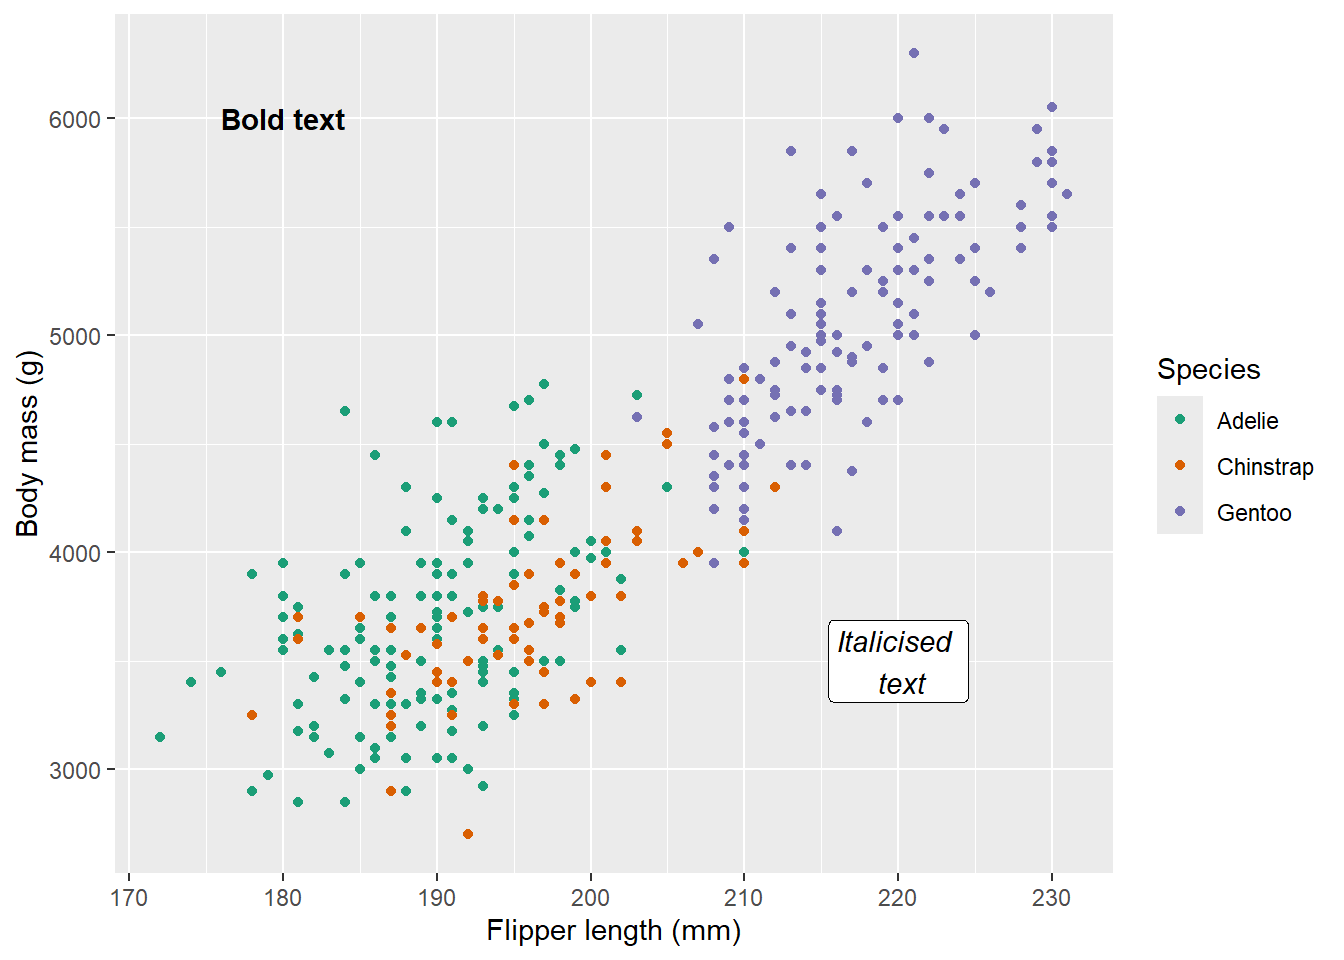 Bold text
6000
5000
4000
3000
Body mass (g)
Italicised
text
170 180 190 200 210 220 230
Flipper length (mm)
Species
Adelie
Chinstrap
Gentoo